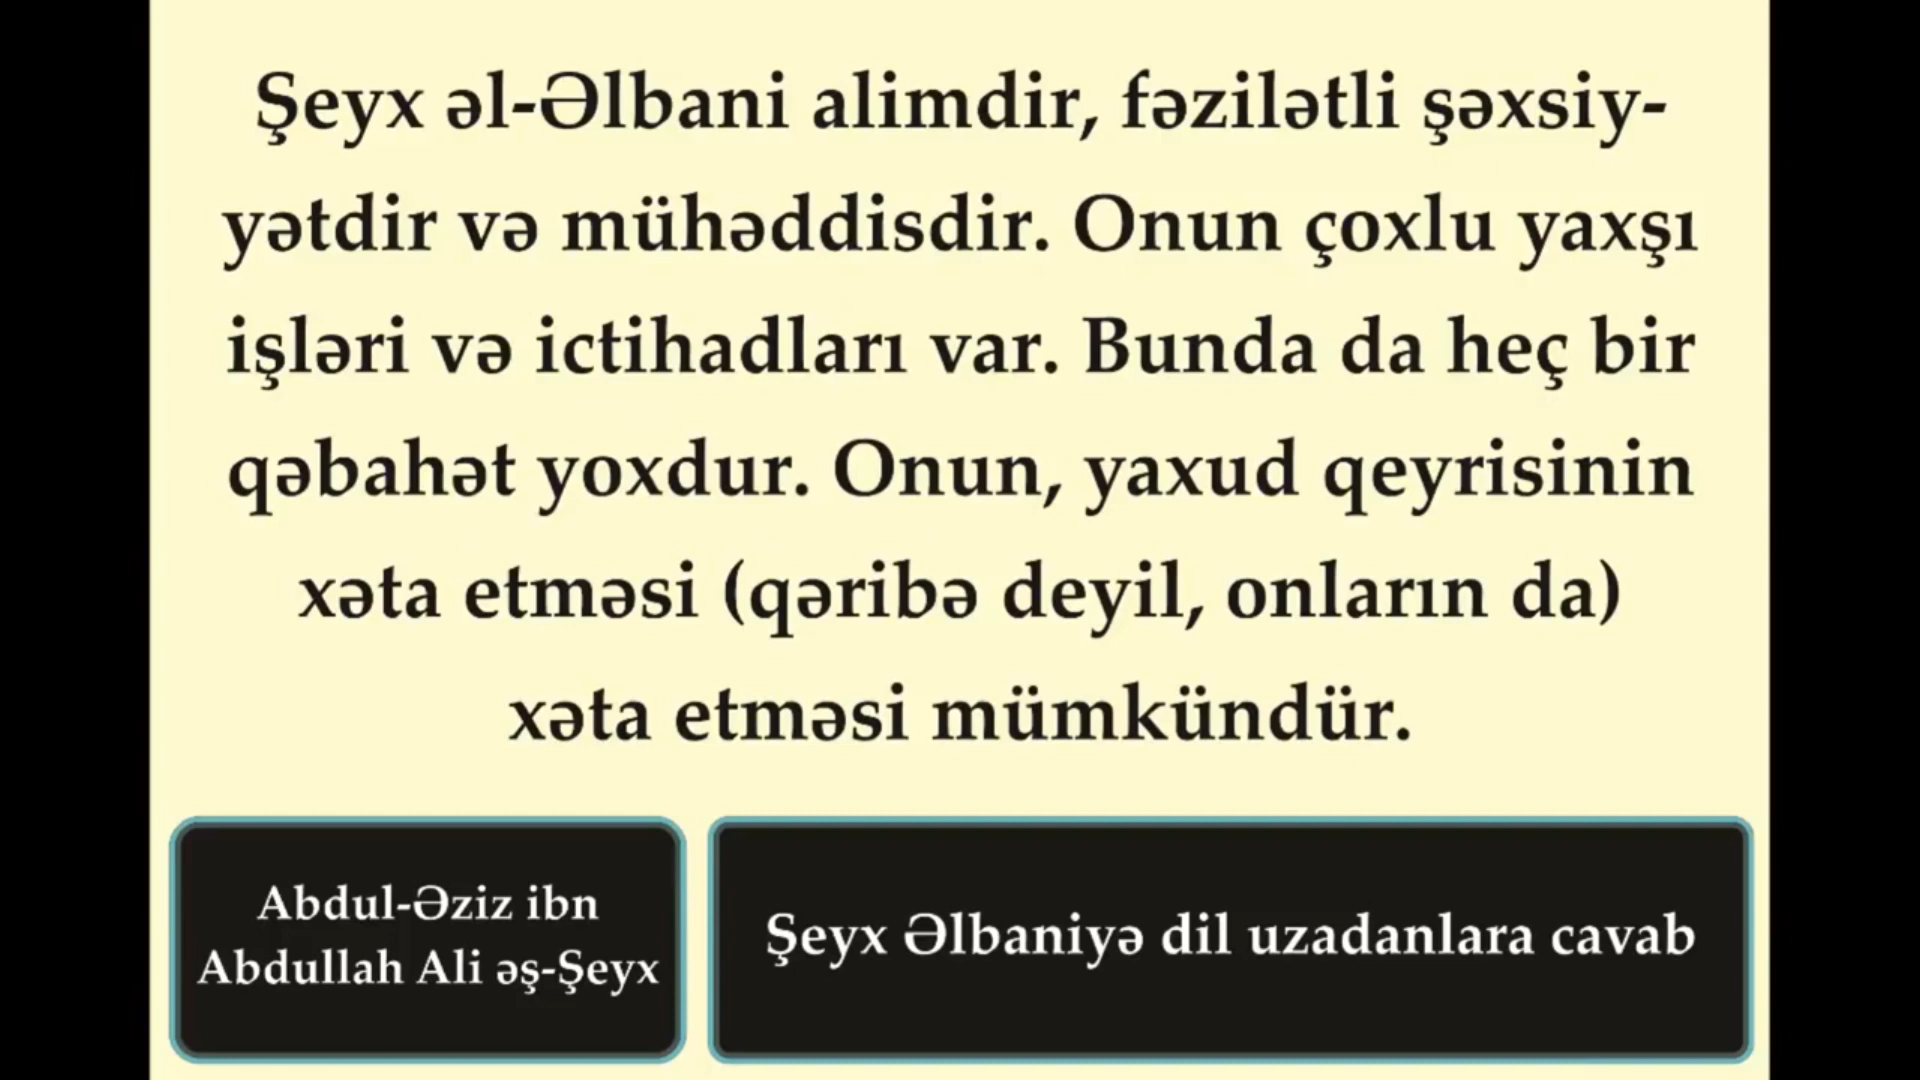 Şeyx əl-Əlbani alimdir, fəzilətli şəxsiy-
yətdir və mühəddisdir. Onun çoxlu yaxşı
işləri və ictihadları var. Bunda da heç bir
qəbahət yoxdur. Onun, yaxud qeyrisinin
xəta etməsi (qəribə deyil, onların da)
xəta etməsi mümkündür.
Abdul-Əziz ibn
Abdullah Ali əş-Şeyx
Şeyx Əlbaniyə dil uzadanlara cavab